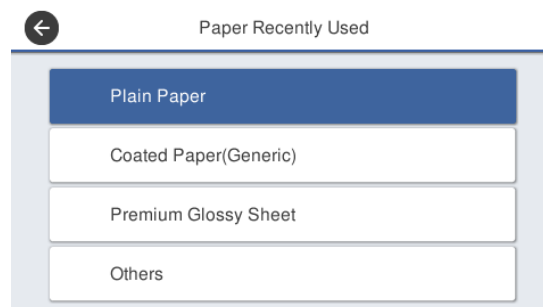 Paper Recently Used
Plain Paper
Coated Paper(Generic)
Premium Glossy Sheet
Others